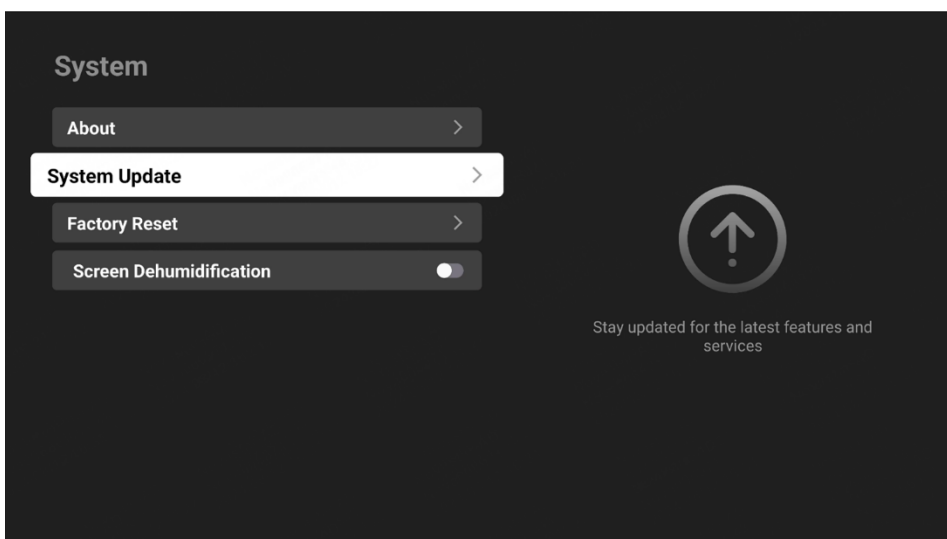 System
About
System Update
Factory Reset
Screen Dehumidification
Stay updated for the latest features and
services